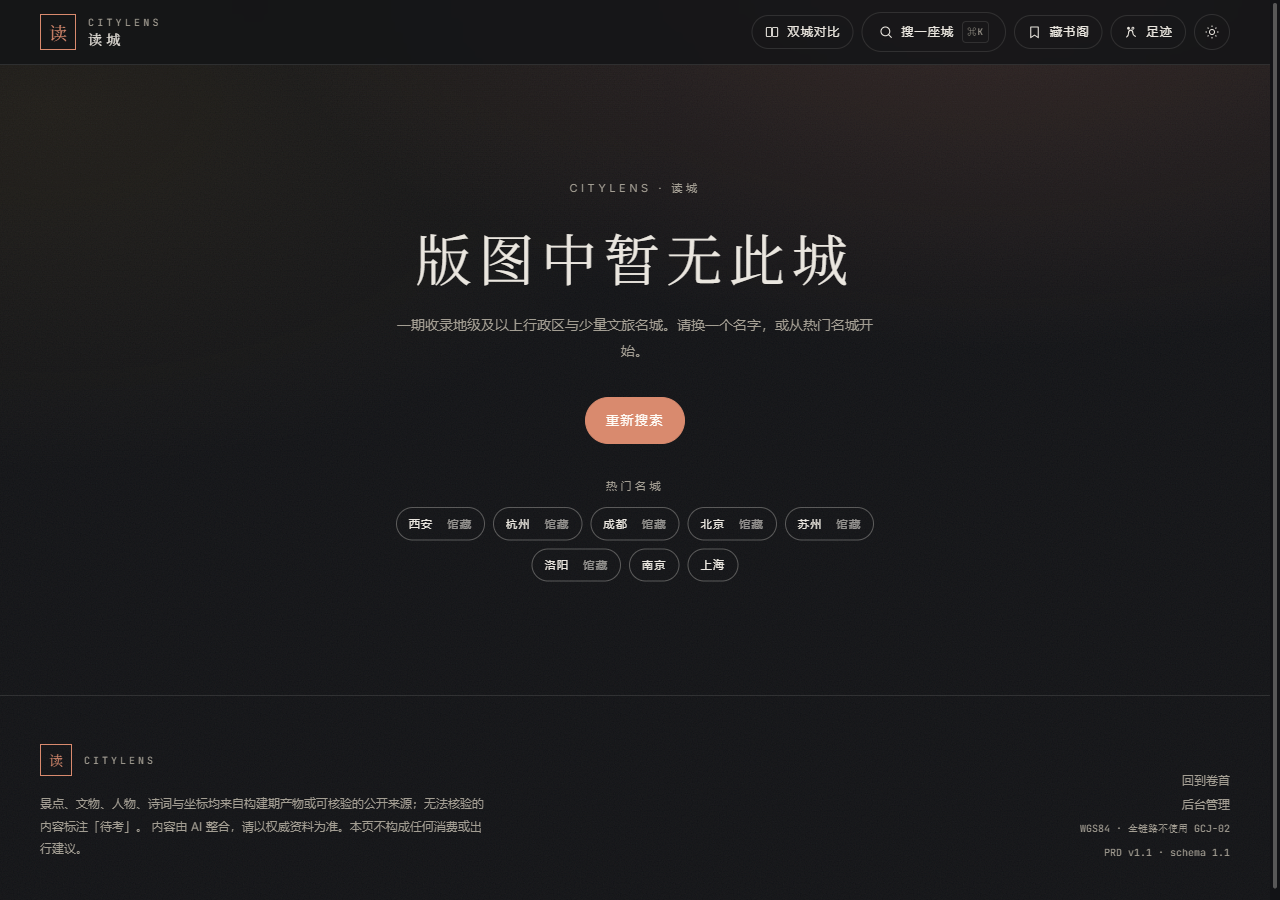 读
CITYLENS
读城
双城对比
搜一座城 ⌘K
藏书阁
足迹
CITYLENS · 读城
版图中暂无此城
一期收录地级及以上行政区与少量文旅名城。请换一个名字，或从热门名城开
始。
重新搜索
热门名城
西安 馆藏
杭州 馆藏
成都 馆藏
北京 馆藏
苏州 馆藏
洛阳 馆藏
南京
上海
读
CITYLENS
景点、文物、人物、诗词与坐标均来自构建期产物或可核验的公开来源；无法核验的
内容标注「待考」。 内容由 AI 整合，请以权威资料为准。本页不构成任何消费或出
行建议。
回到卷首
后台管理
WGS84 · 全链路不使用 GCJ-02
PRD v1.1 · schema 1.1